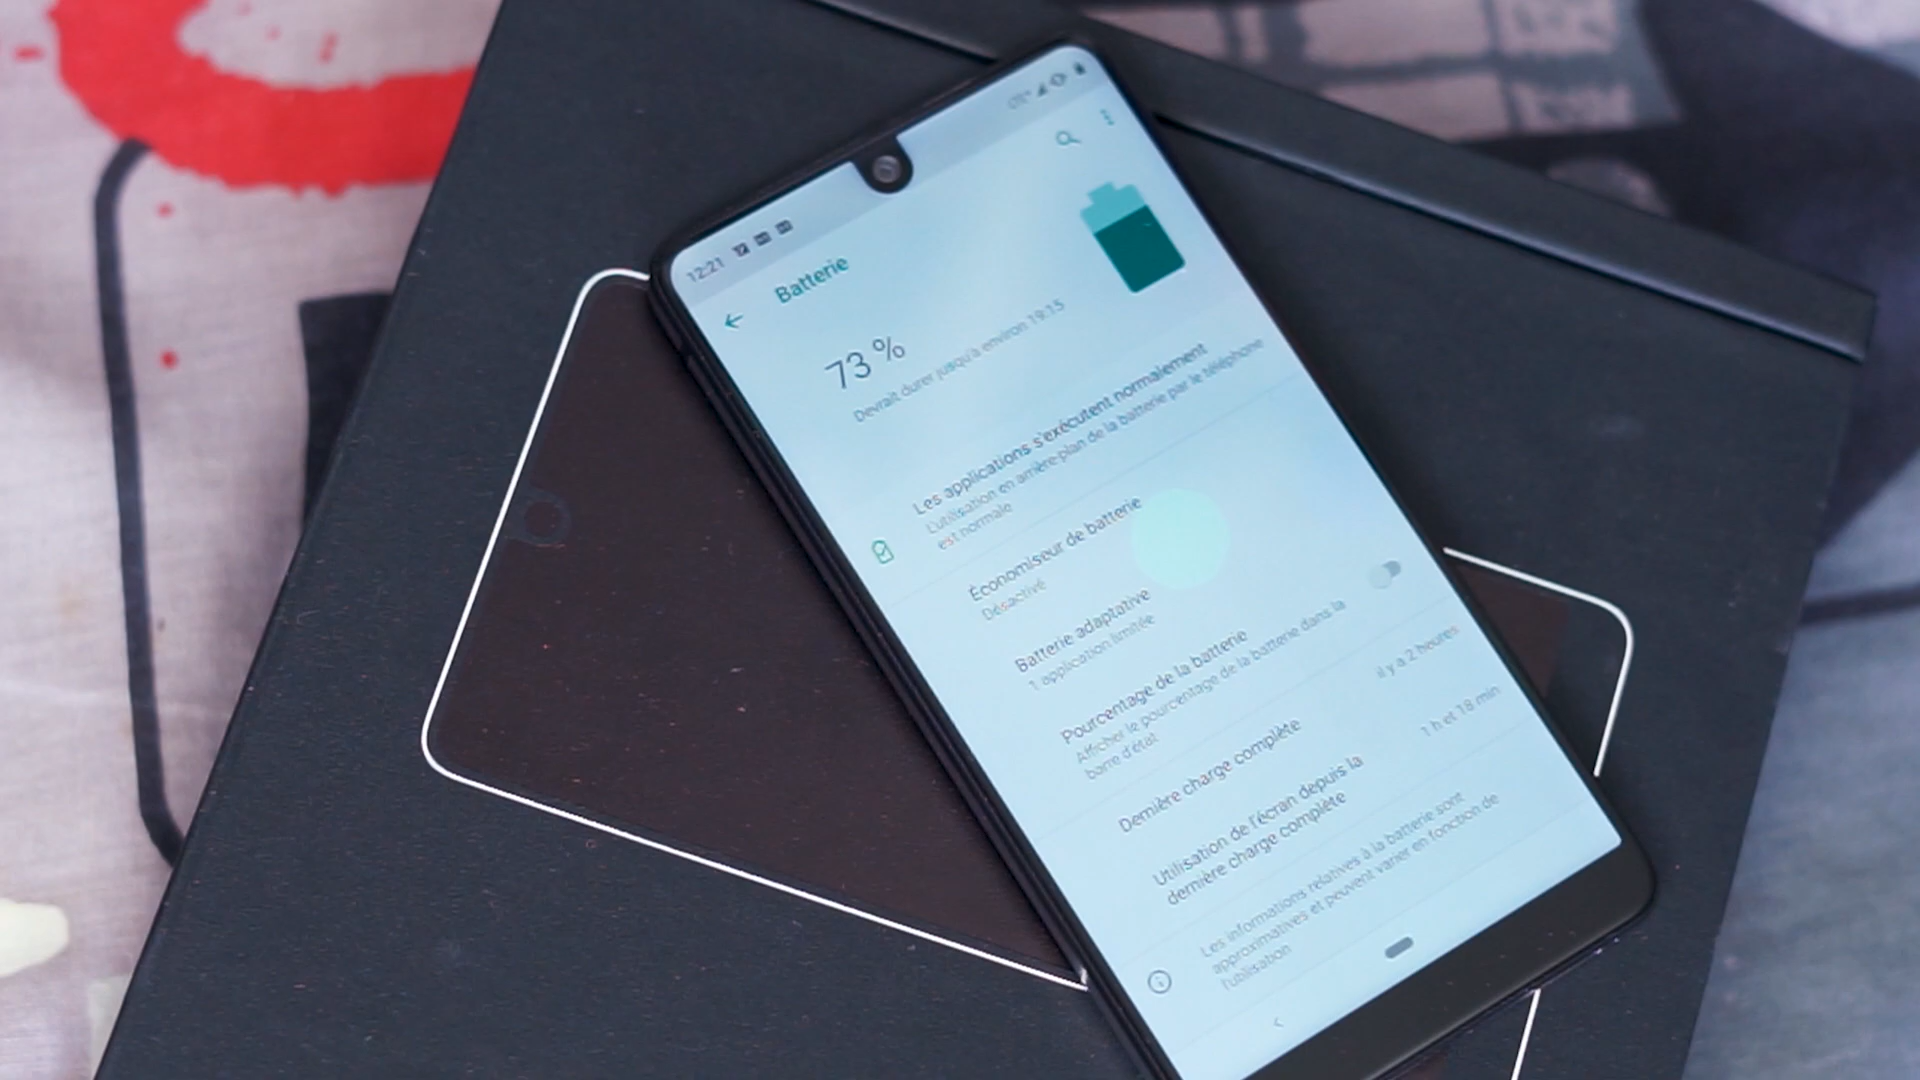 12:21
Batterie
73 %
Devrait durer jusqu'à environ 19:15
Les applications s'exécutent normalement
L'utilisation en arrière-plan de la batterie par le téléphone
est normale
Économiseur de batterie
Désactivé
Batterie adaptative
1 application limitée
Pourcentage de la batterie
Afficher le pourcentage de la batterie dans la
barre d'état
Dernière charge complète
il y a 2 heures
Utilisation de l'écran depuis la
dernière charge complète
1 h et 18 min
Les informations relatives à la batterie sont
approximatives et peuvent varier en fonction de
l'utilisation